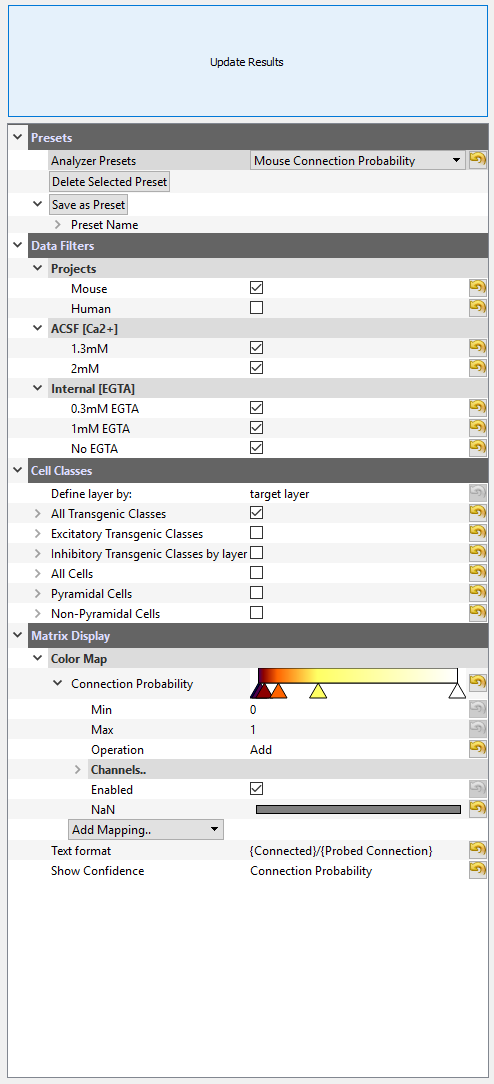 Update Results
Presets
Analyzer Presets Mouse Connection Probability
Delete Selected Preset
Save as Preset
Preset Name
Data Filters
Projects
Mouse
Human
ACSF [Ca2+]
1.3mM
2mM
Internal [EGTA]
0.3mM EGTA
1mM EGTA
No EGTA
Cell Classes
Define layer by: target layer
All Transgenic Classes
Excitatory Transgenic Classes
Inhibitory Transgenic Classes by layer
All Cells
Pyramidal Cells
Non-Pyramidal Cells
Matrix Display
Color Map
Connection Probability
Min 0
Max 1
Operation Add
Channels..
Enabled
NaN
Add Mapping..
Text format {Connected}/{Probed Connection}
Show Confidence Connection Probability